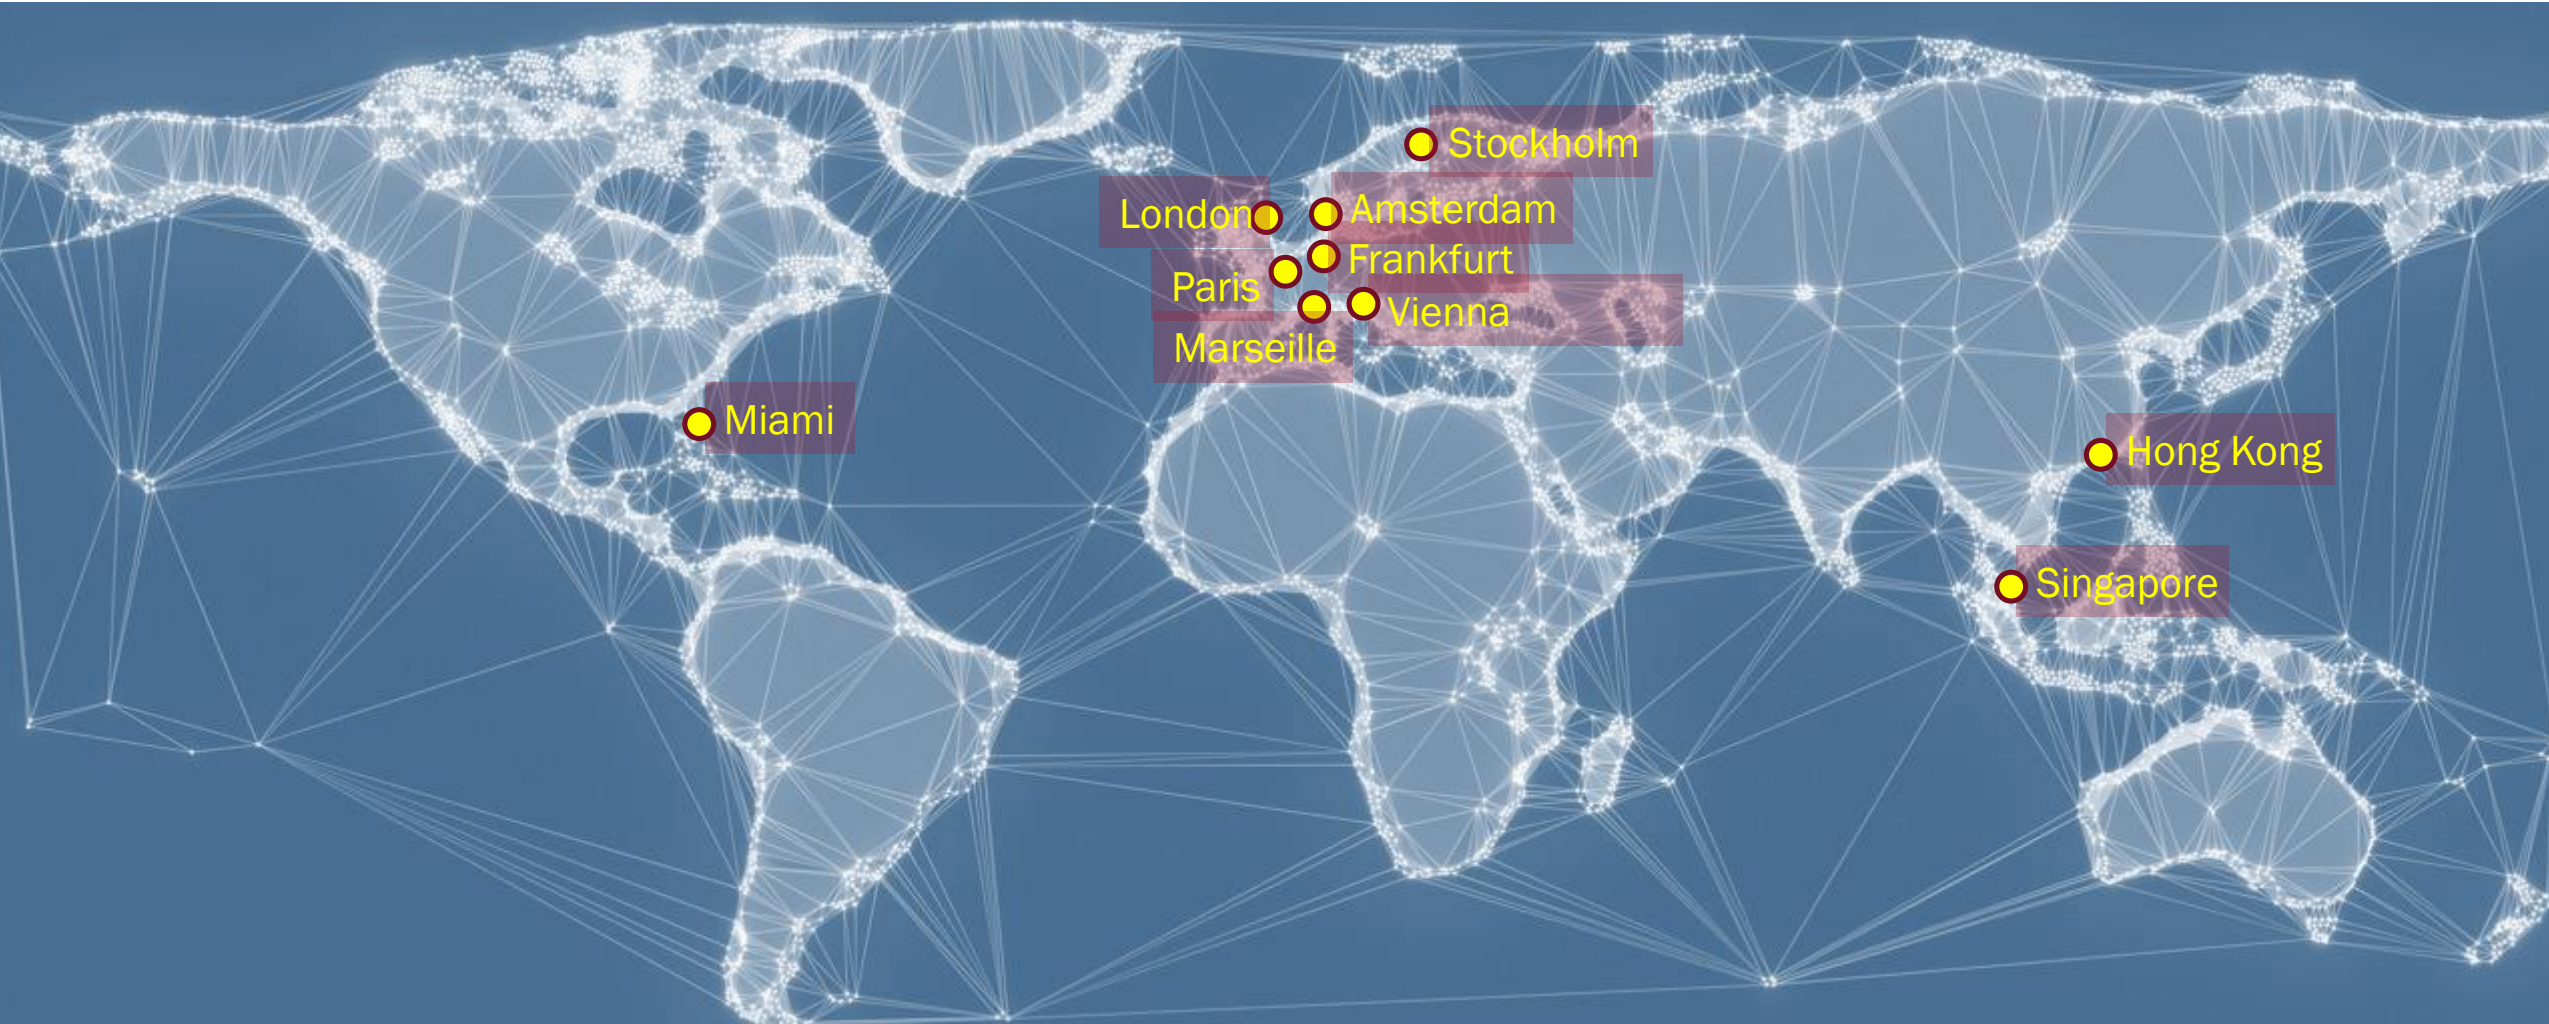 Stockholm
London
Amsterdam
Frankfurt
Paris
Vienna
Marseille
Miami
Hong Kong
Singapore